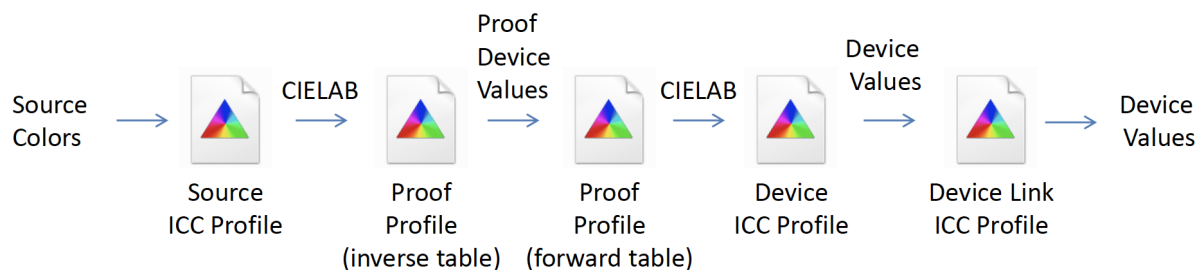 Source
Colors
CIELAB
Proof
Device
Values
CIELAB
Device
Values
Device
Values
Source
ICC Profile
Proof
Profile
(inverse table)
Proof
Profile
(forward table)
Device
ICC Profile
Device Link
ICC Profile